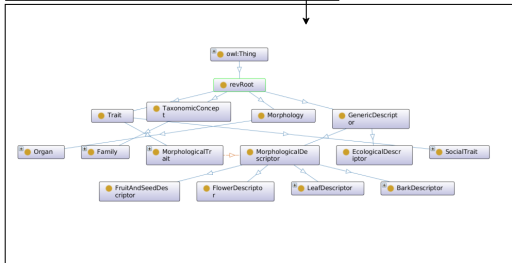 owl:Thing
revRoot
Trait
TaxonomicConcep
t
Morphology
GenericDescript
or
Organ
Family
MorphologicalTr
ait
MorphologicalDe
scriptor
EcologicalDescr
iptor
SocialTrait
FruitAndSeedDes
criptor
FlowerDescripto
r
LeafDescriptor
BarkDescriptor